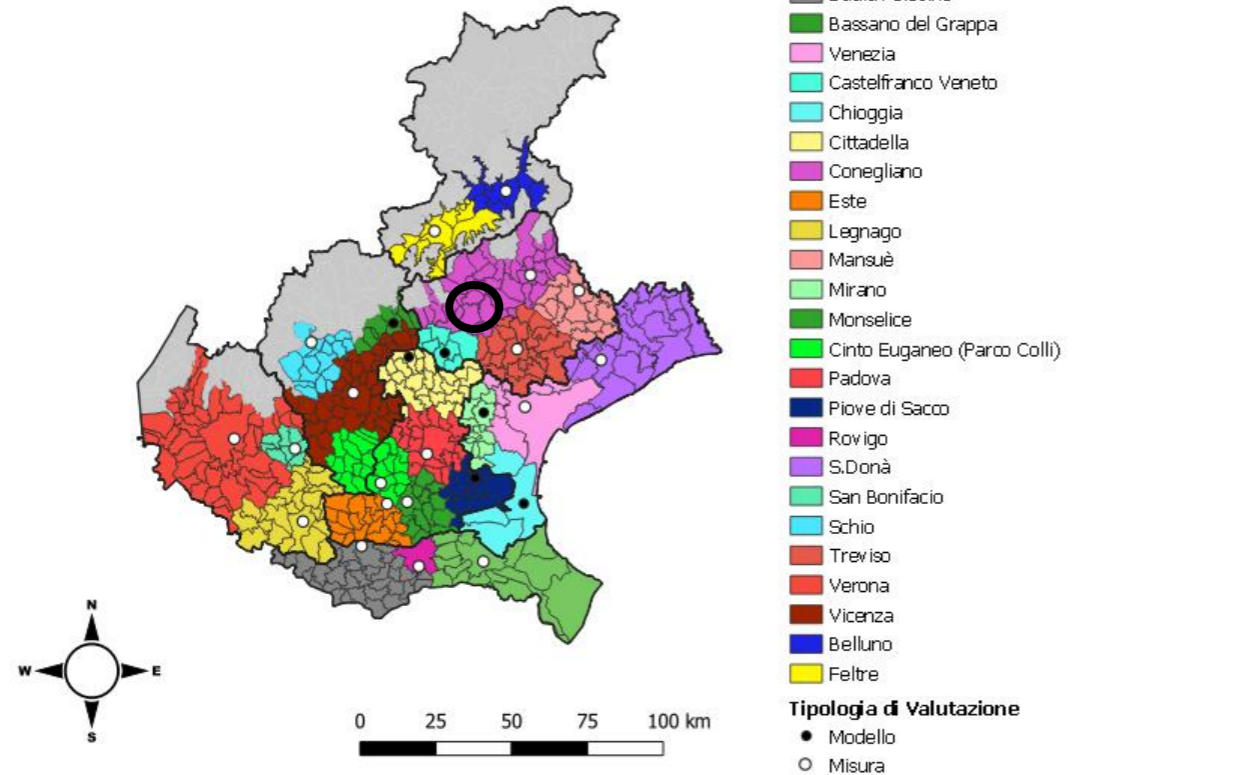 Bassano del Grappa
Venezia
Castelfranco Veneto
Chioggia
Cittadella
Conegliano
Este
Legnago
Mansuè
Mirano
Monselice
Cinto Euganeo (Parco Colli)
Padova
Piove di Sacco
Rovigo
S.Donà
San Bonifacio
Schio
Treviso
Verona
Vicenza
Belluno
Feltre
Tipologia di Valutazione
Modello
Misura
N
W E
S
0 25 50 75 100 km